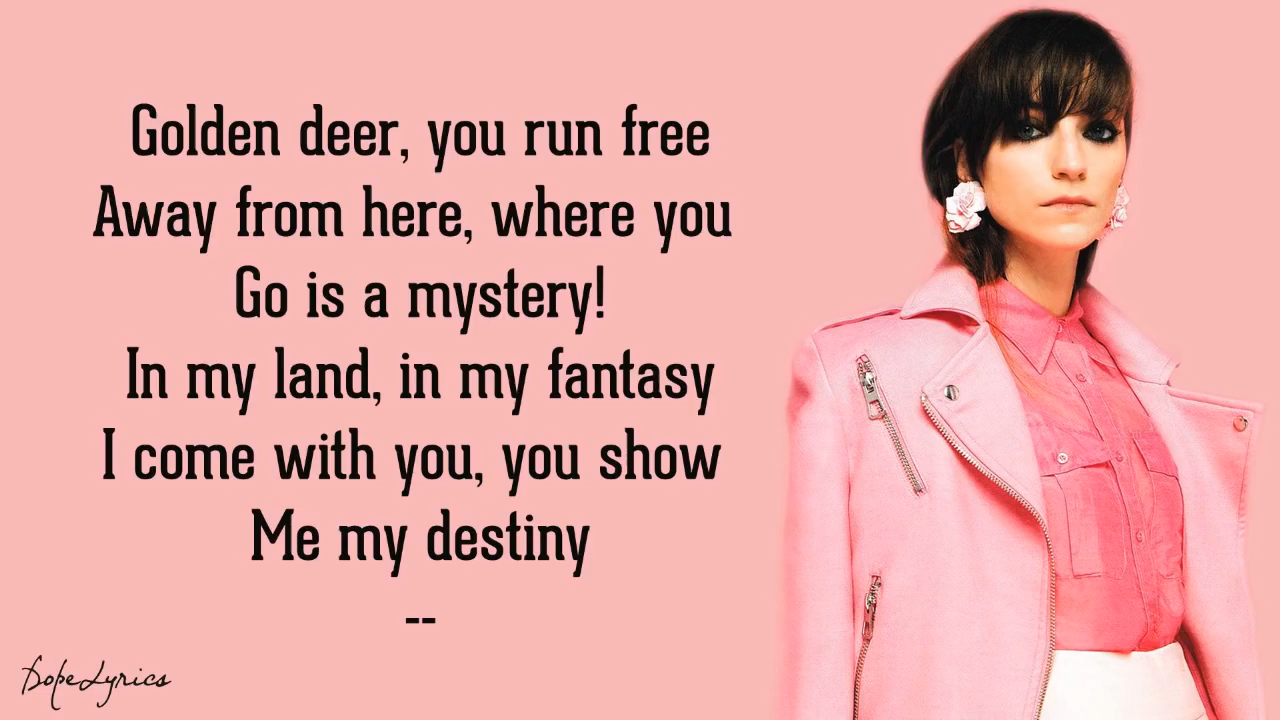 Golden deer, you run free
Away from here, where you
Go is a mystery!
In my land, in my fantasy
I come with you, you show
Me my destiny
--
DopeLyrics